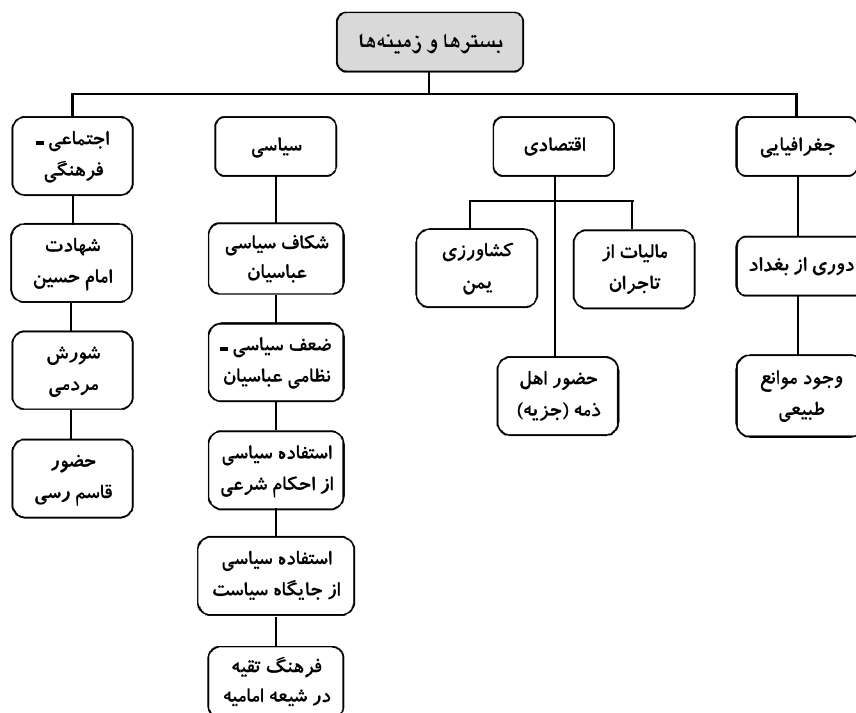 بسترها و زمینه‌ها
جغرافیایی
دوری از بغداد
وجود موانع
طبیعی
اقتصادی
مالیات از
تاجران
حضور اهل
ذمه (جزیه)
کشاورزی
یمن
سیاسی
شکاف سیاسی
عباسیان
ضعف سیاسی -
نظامی عباسیان
استفاده سیاسی
از احکام شرعی
استفاده سیاسی
از جایگاه سیاست
فرهنگ تقیه
در شیعه امامیه
اجتماعی -
فرهنگی
شهادت
امام حسین
شورش
مردمی
حضور
قاسم رسی